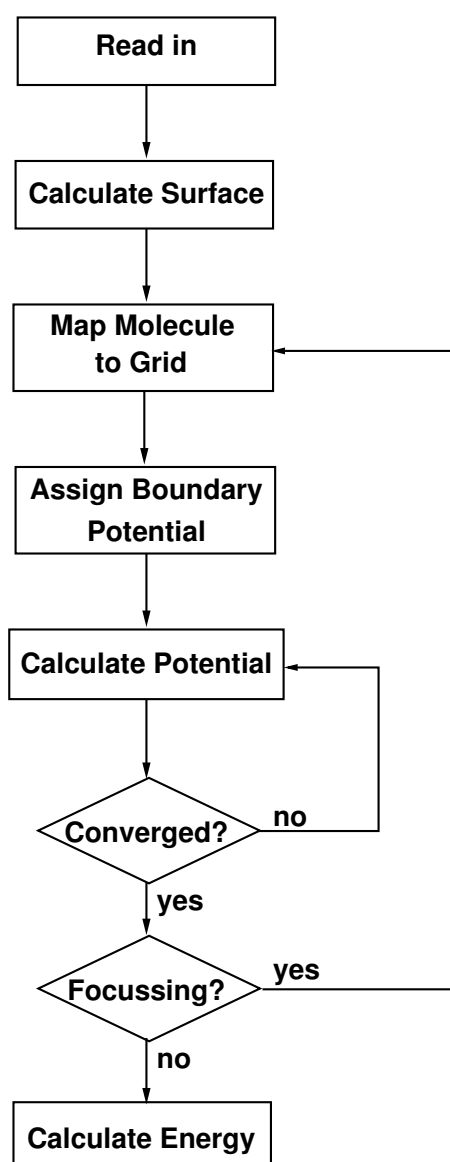 Read in
Calculate Surface
Map Molecule
to Grid
Assign Boundary
Potential
Calculate Potential
Converged?
no
yes
Focussing?
yes
no
Calculate Energy